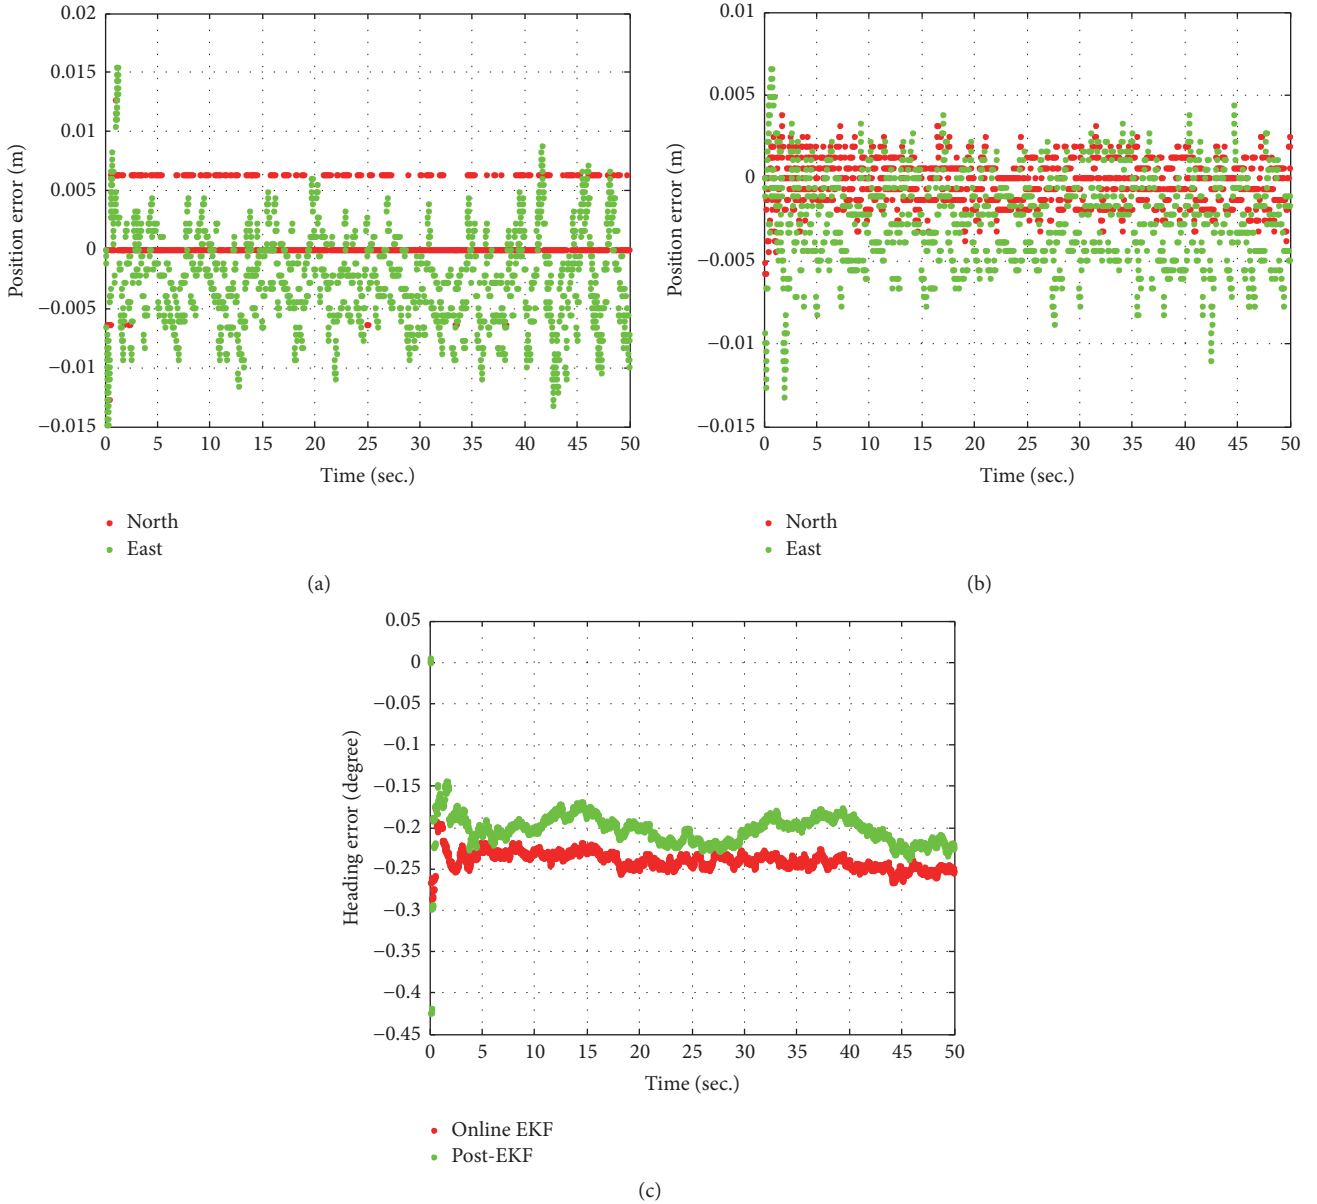 0.02
0.015
0.01
0.005
0
−0.005
−0.01
−0.015
Position error (m)
0 5 10 15 20 25 30 35 40 45 50
Time (sec.)
North
East
(a)
0.01
0.005
0
−0.005
−0.01
−0.015
Position error (m)
0 5 10 15 20 25 30 35 40 45 50
Time (sec.)
North
East
(b)
0.05
0
−0.05
−0.1
−0.15
−0.2
−0.25
−0.3
−0.35
−0.4
−0.45
Heading error (degree)
0 5 10 15 20 25 30 35 40 45 50
Time (sec.)
Online EKF
Post-EKF
(c)